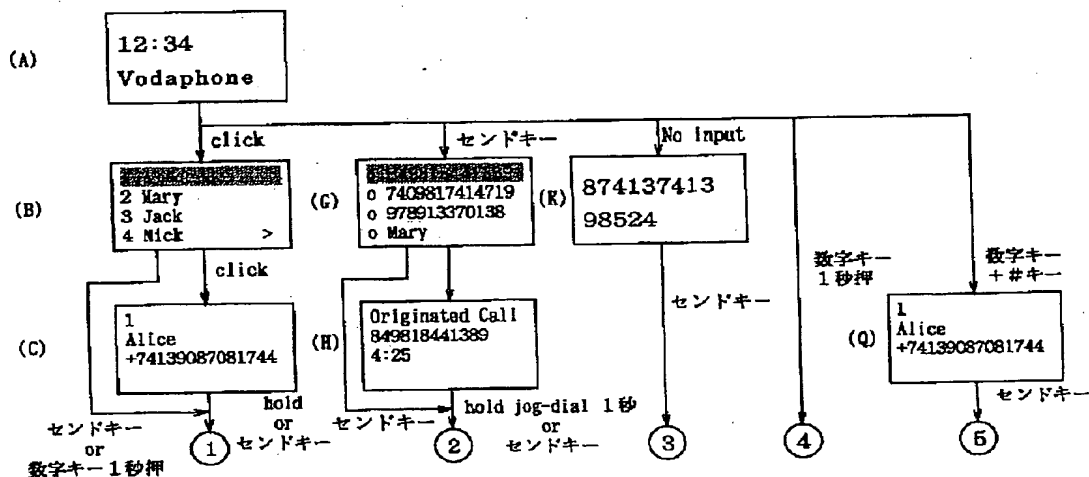 (A)
12:34
Vodaphone
click
センドキー
No input
(B)
2 Mary
3 Jack
4 Nick >
(G)
o 7409817414719
o 978913370138
o Mary
(K)
874137413
98524
click
センドキー
数字キー
1秒押
数字キー
+#キー
(C)
1
Alice
+74139087081744
(H)
Originated Call
849818441389
4:25
(Q)
1
Alice
+74139087081744
センドキー
or
数字キー1秒押
hold
or
センドキー
センドキー
hold jog-dial 1秒
or
センドキー
センドキー
①
②
③
④
⑤